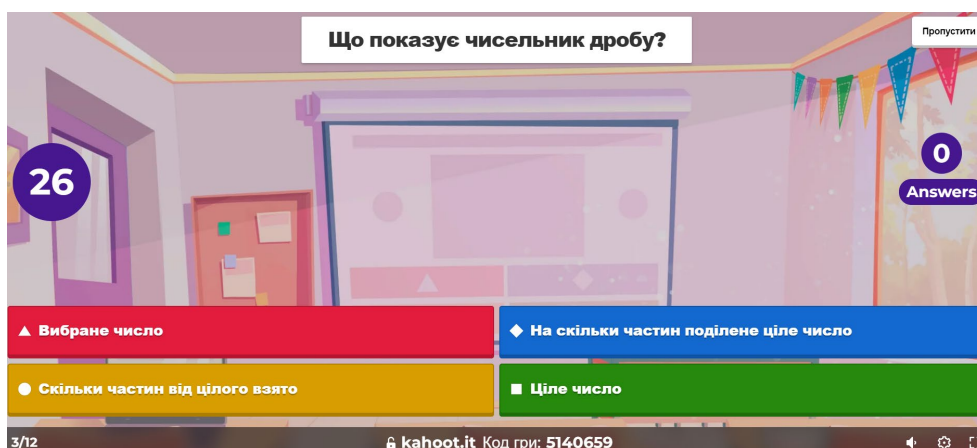 Що показує чисельник дробу?
Пропустити
26
0
Answers
Вибране число
На скільки частин поділене ціле число
Скільки частин від цілого взято
Ціле число
3/12
kahoot.it Код гри: 5140659